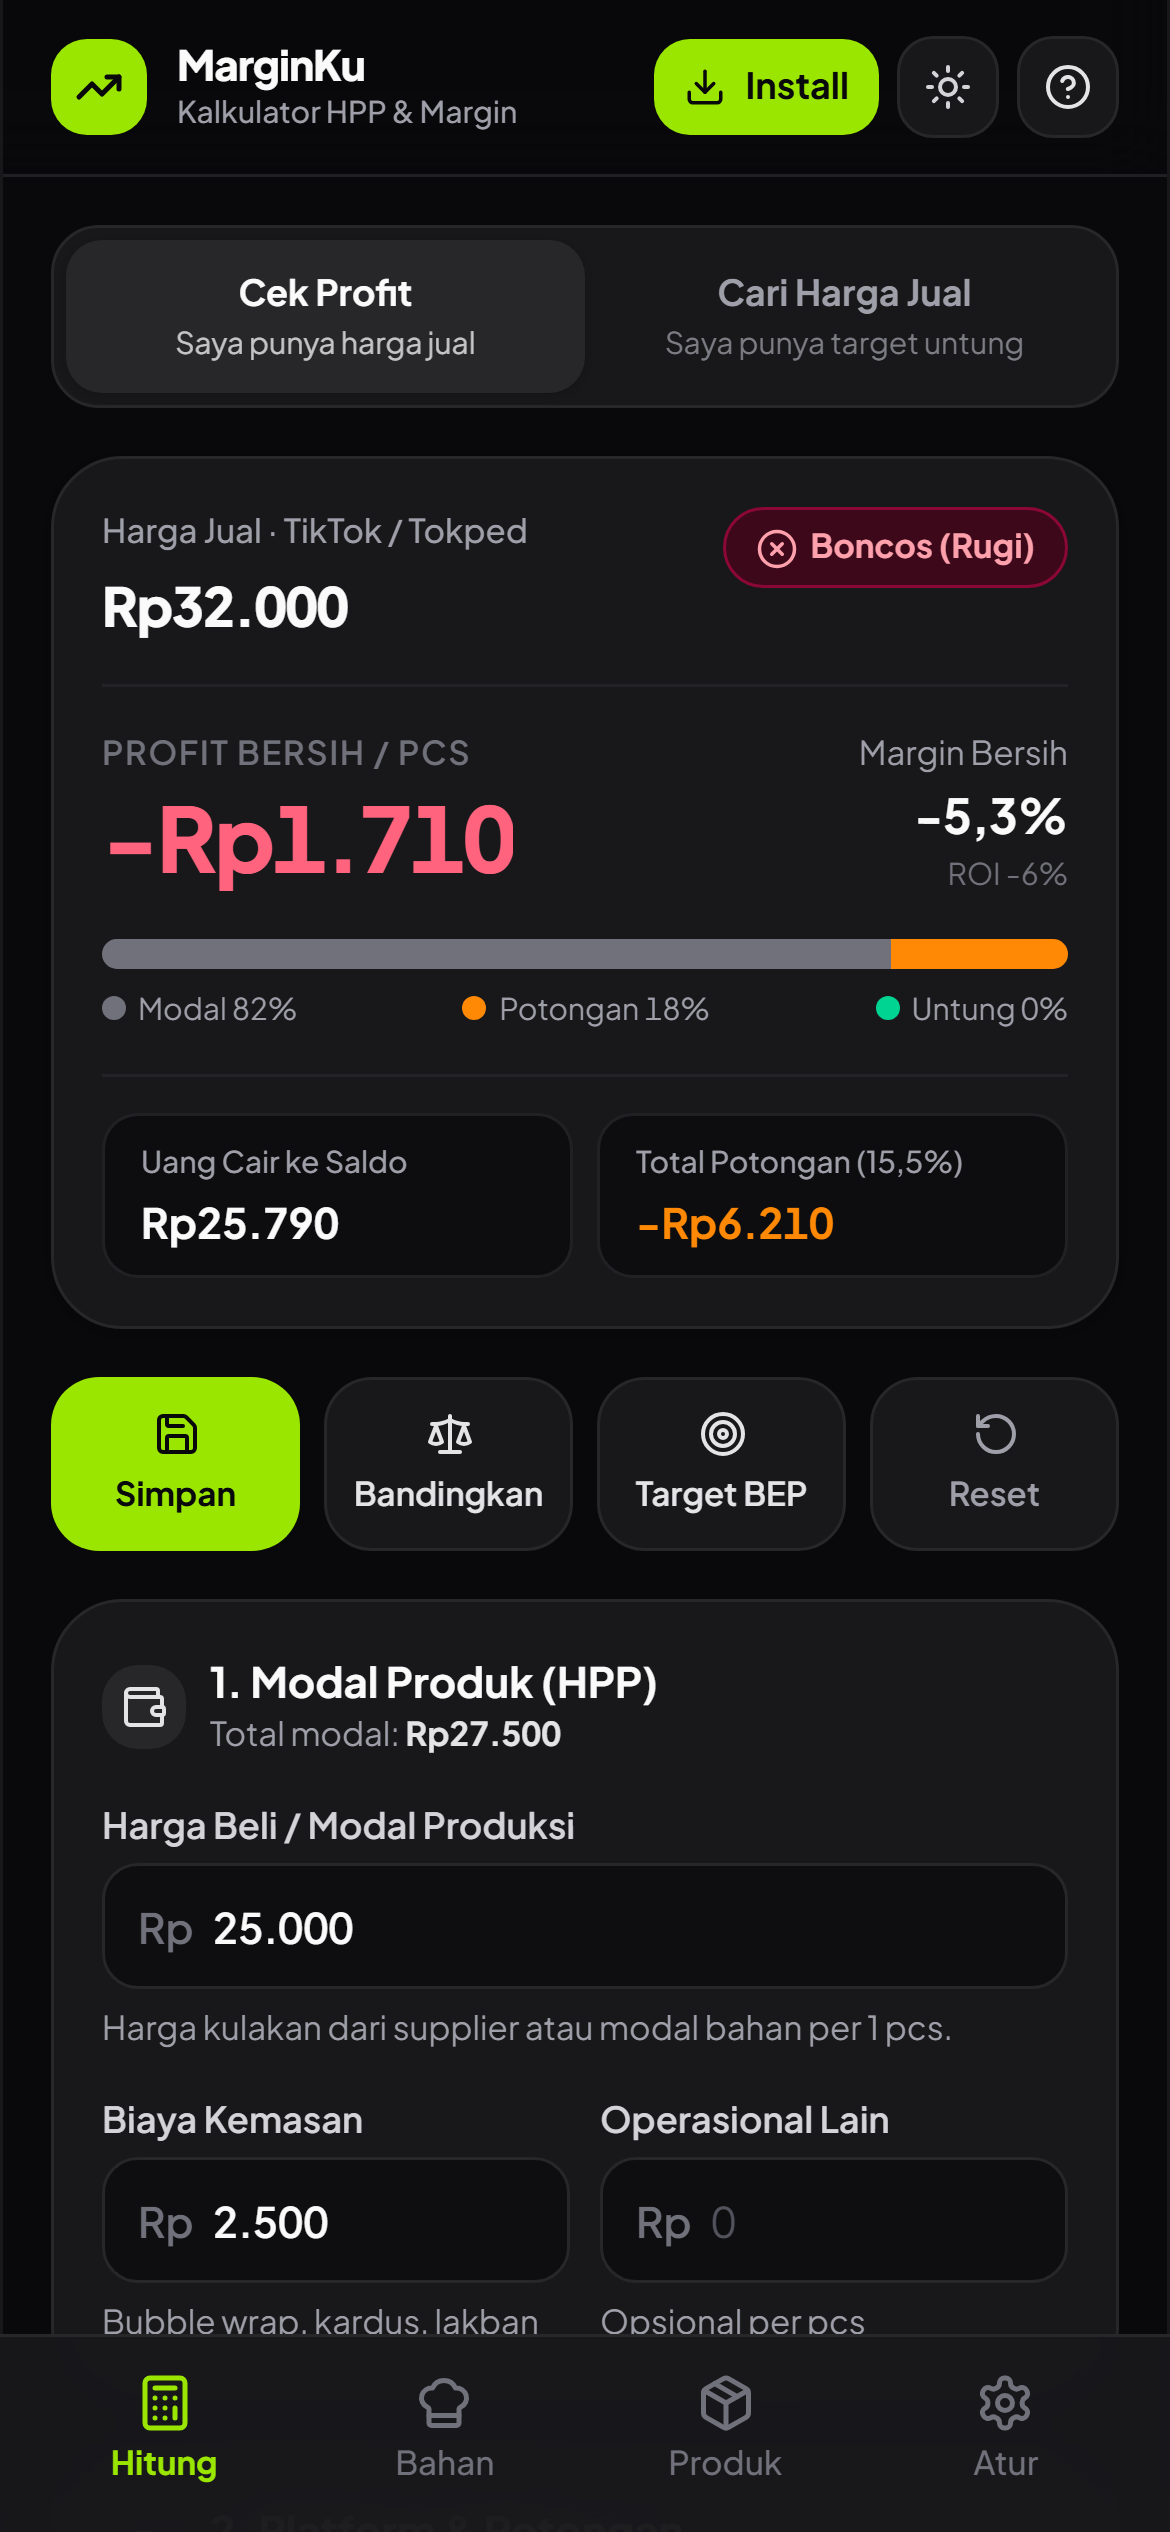 MarginKu
Kalkulator HPP & Margin
Install
Cek Profit
Saya punya harga jual
Cari Harga Jual
Saya punya target untung
Harga Jual · TikTok / Tokped
Rp32.000
Boncos (Rugi)
PROFIT BERSIH / PCS
-Rp1.710
Margin Bersih
-5,3%
ROI -6%
Modal 82%
Potongan 18%
Untung 0%
Uang Cair ke Saldo
Rp25.790
Total Potongan (15,5%)
-Rp6.210
Simpan
Bandingkan
Target BEP
Reset
1. Modal Produk (HPP)
Total modal: Rp27.500
Harga Beli / Modal Produksi
Rp 25.000
Harga kulakan dari supplier atau modal bahan per 1 pcs.
Biaya Kemasan
Rp 2.500
Bubble wrap, kardus, lakban
Operasional Lain
Rp 0
Opsional per pcs
Hitung
Bahan
Produk
Atur
2. Platform & Potongan